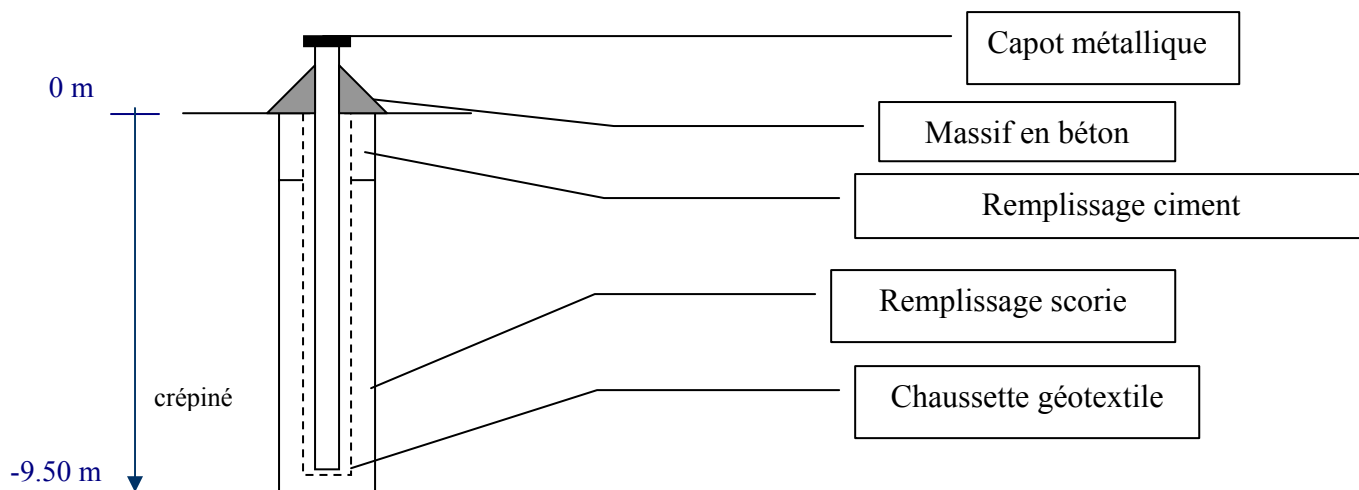 Capot métallique
0 m
Massif en béton
Remplissage ciment
Remplissage scorie
Chaussette géotextile
crépiné
-9.50 m